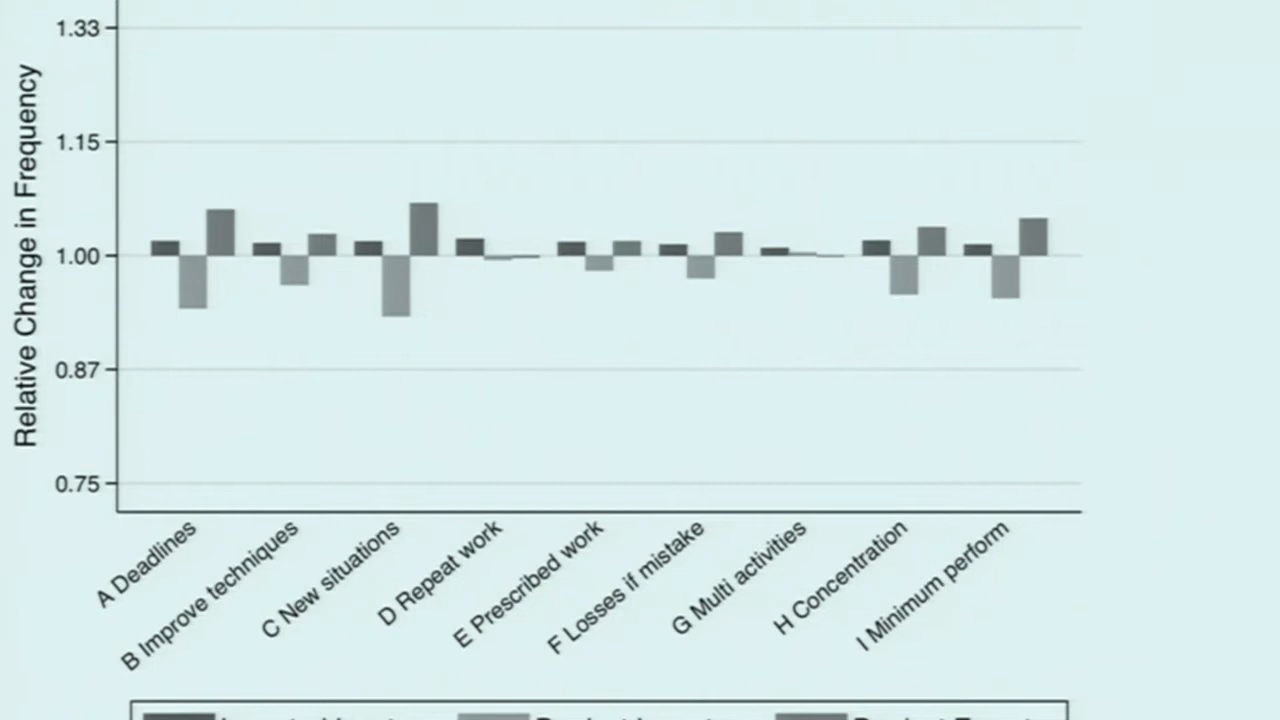 Relative Change in Frequency
1.33
1.15
1.00
0.87
0.75
A Deadlines
B Improve techniques
C New situations
D Repeat work
E Prescribed work
F Losses if mistake
G Multi activities
H Concentration
I Minimum perform